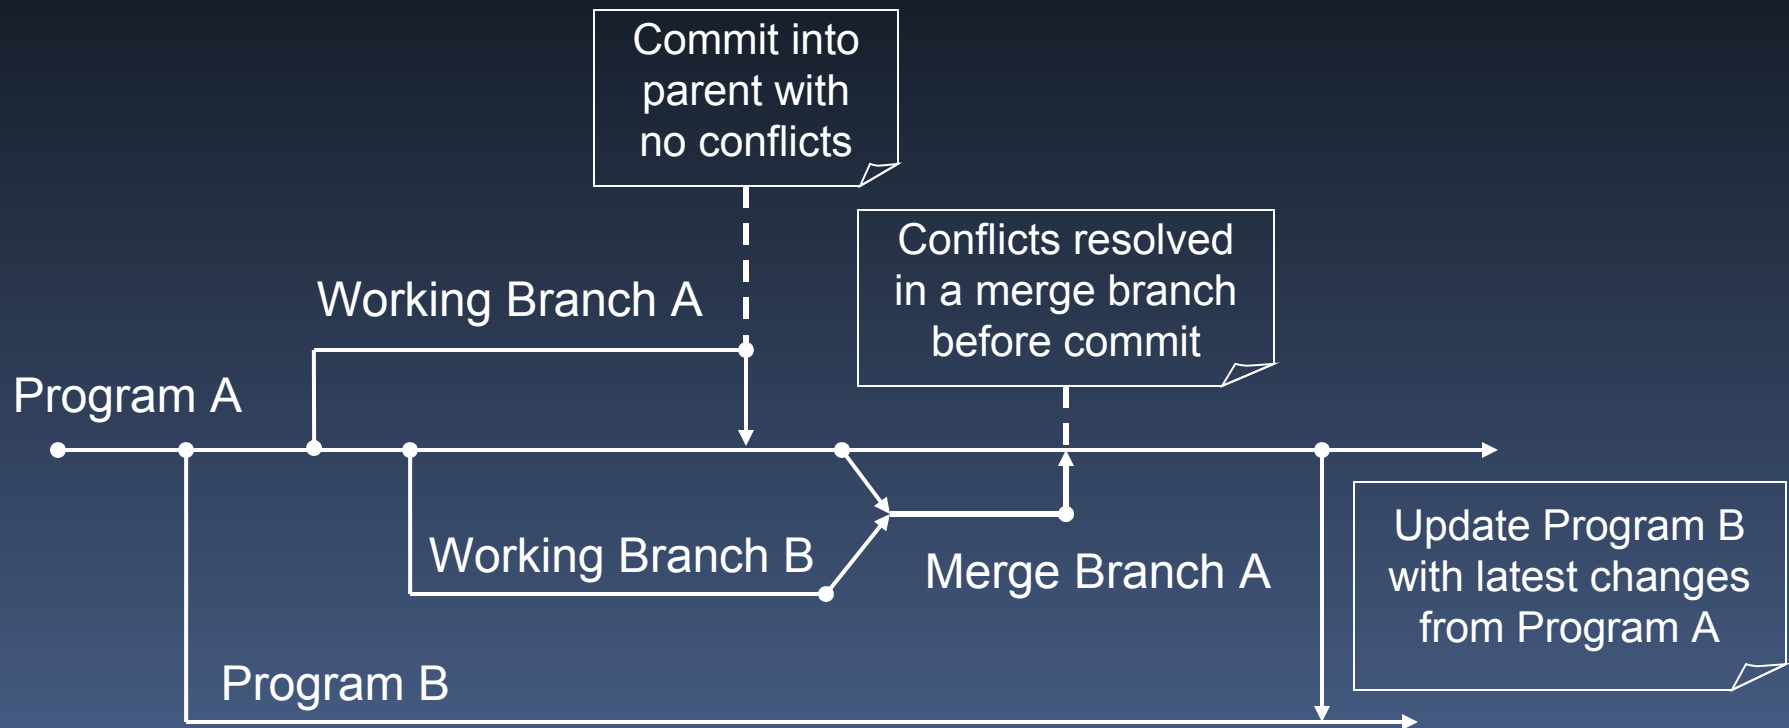 Commit into
parent with
no conflicts
Conflicts resolved
in a merge branch
before commit
Working Branch A
Program A
Working Branch B
Merge Branch A
Update Program B
with latest changes
from Program A
Program B